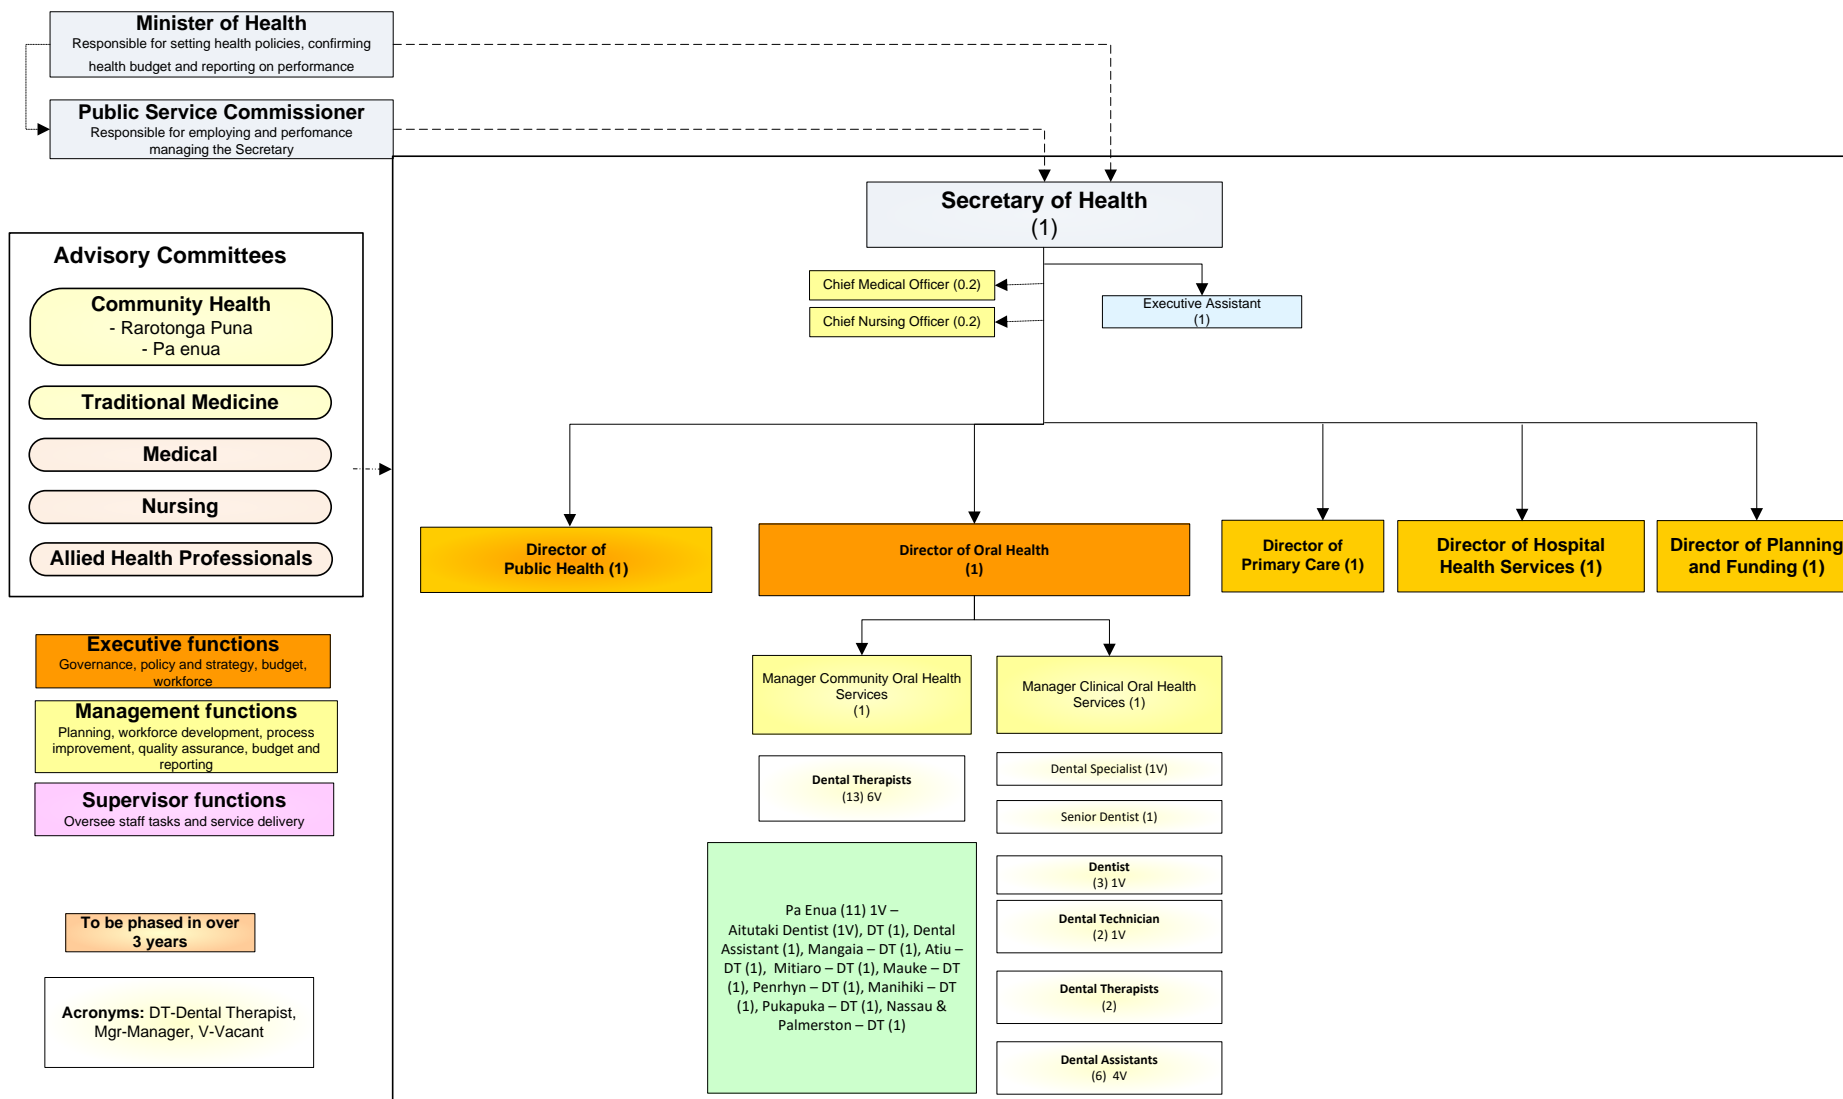 Minister of Health
Responsible for setting health policies, confirming
health budget and reporting on performance
Public Service Commissioner
Responsible for employing and perfomance
managing the Secretary
Secretary of Health
(1)
Chief Medical Officer (0.2)
Chief Nursing Officer (0.2)
Executive Assistant
(1)
Advisory Committees
Community Health
- Rarotonga Puna
- Pa enua
Traditional Medicine
Medical
Nursing
Allied Health Professionals
Director of
Public Health (1)
Director of Oral Health
(1)
Director of
Primary Care (1)
Director of Hospital
Health Services (1)
Director of Planning
and Funding (1)
Executive functions
Governance, policy and strategy, budget,
workforce
Management functions
Planning, workforce development, process
improvement, quality assurance, budget and
reporting
Supervisor functions
Oversee staff tasks and service delivery
To be phased in over
3 years
Acronyms: DT-Dental Therapist,
Mgr-Manager, V-Vacant
Manager Community Oral Health
Services
(1)
Dental Therapists
(13) 6V
Pa Enua (11) 1V –
Aitutaki Dentist (1V), DT (1), Dental
Assistant (1), Mangaia – DT (1), Atiu –
DT (1), Mitiaro – DT (1), Mauke – DT
(1), Penrhyn – DT (1), Manihiki – DT
(1), Pukapuka – DT (1), Nassau &
Palmerston – DT (1)
Manager Clinical Oral Health
Services (1)
Dental Specialist (1V)
Senior Dentist (1)
Dentist
(3) 1V
Dental Technician
(2) 1V
Dental Therapists
(2)
Dental Assistants
(6) 4V